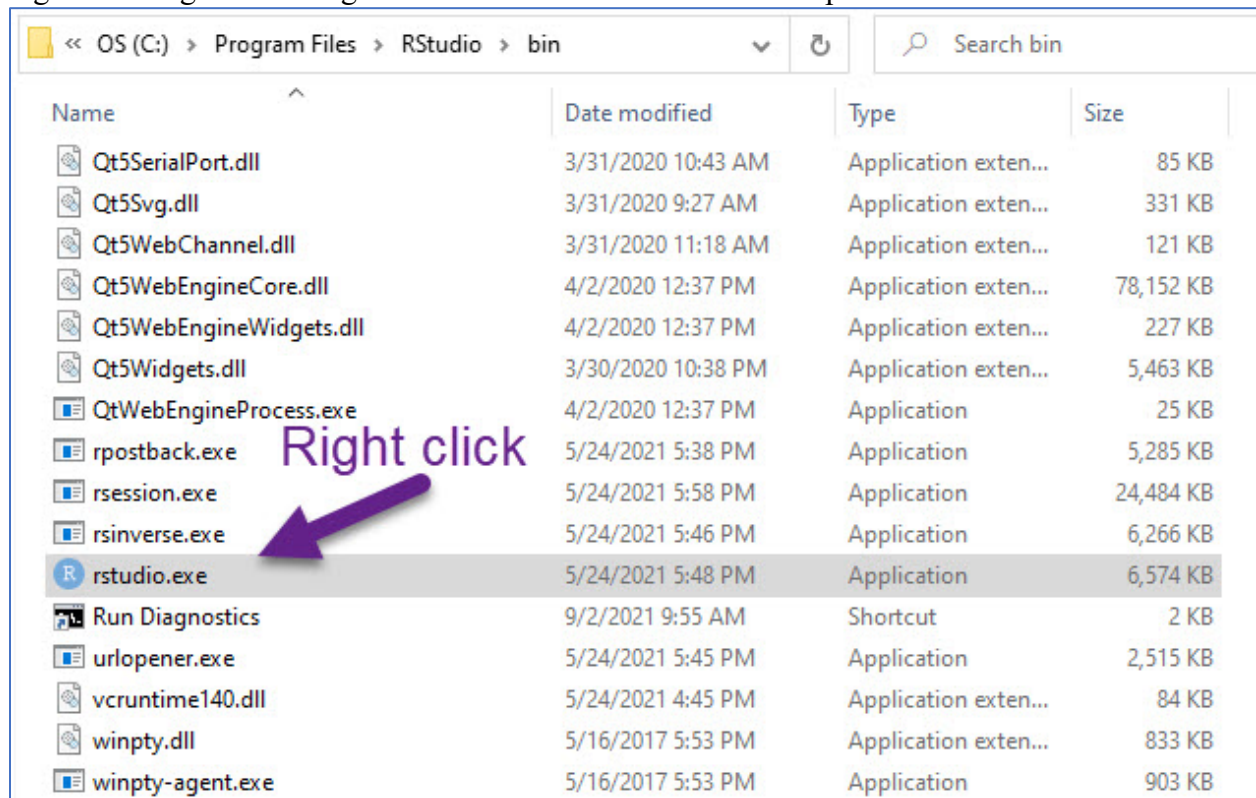 « OS (C:) > Program Files > RStudio > bin Search bin
Name Date modified Type Size
Qt5SerialPort.dll 3/31/2020 10:43 AM Application exten... 85 KB
Qt5Svg.dll 3/31/2020 9:27 AM Application exten... 331 KB
Qt5WebChannel.dll 3/31/2020 11:18 AM Application exten... 121 KB
Qt5WebEngineCore.dll 4/2/2020 12:37 PM Application exten... 78,152 KB
Qt5WebEngineWidgets.dll 4/2/2020 12:37 PM Application exten... 227 KB
Qt5Widgets.dll 3/30/2020 10:38 PM Application exten... 5,463 KB
QtWebEngineProcess.exe 4/2/2020 12:37 PM Application 25 KB
Right click
rpostback.exe 5/24/2021 5:38 PM Application 5,285 KB
rsession.exe 5/24/2021 5:58 PM Application 24,484 KB
rsinverse.exe 5/24/2021 5:46 PM Application 6,266 KB
R rstudio.exe 5/24/2021 5:48 PM Application 6,574 KB
Run Diagnostics 9/2/2021 9:55 AM Shortcut 2 KB
urlopener.exe 5/24/2021 5:45 PM Application 2,515 KB
vcruntime140.dll 5/24/2021 4:45 PM Application exten... 84 KB
winpty.dll 5/16/2017 5:53 PM Application exten... 833 KB
winpty-agent.exe 5/16/2017 5:53 PM Application 903 KB